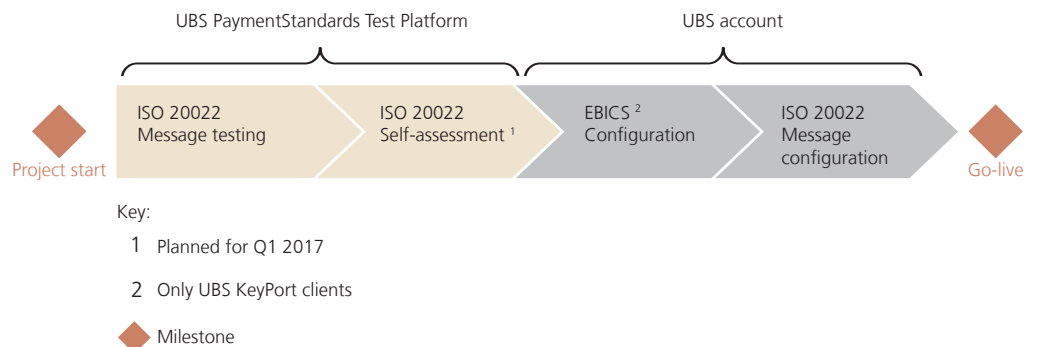 UBS PaymentStandards Test Platform
UBS account
ISO 20022
Message testing
ISO 20022
Self-assessment 1
EBICS 2
Configuration
ISO 20022
Message
configuration
Project start
Go-live
Key:
1 Planned for Q1 2017
2 Only UBS KeyPort clients
Milestone